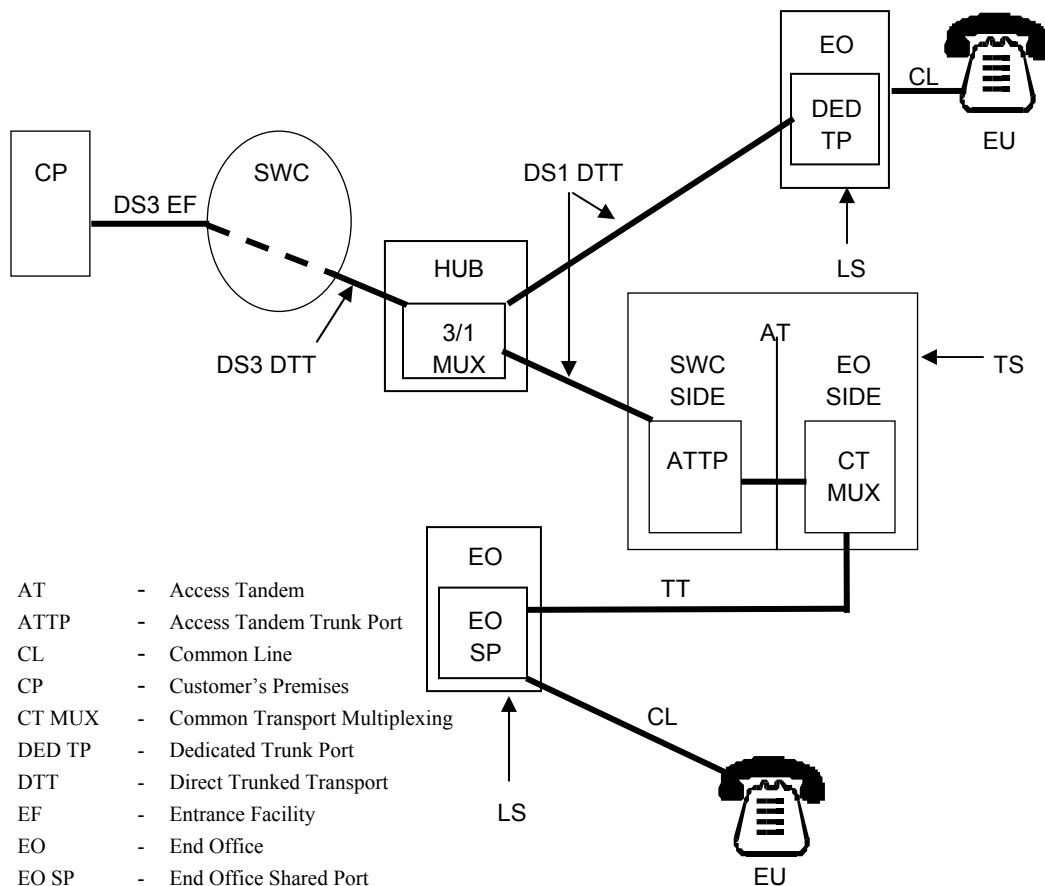 EO
DED
TP
CL
EU
CP
SWC
DS3 EF
DS1 DTT
LS
HUB
3/1
MUX
DS3 DTT
AT
SWC
SIDE
EO
SIDE
TS
ATTP
CT
MUX
EO
EO
SP
TT
CL
LS
EU
AT - Access Tandem
ATTP - Access Tandem Trunk Port
CL - Common Line
CP - Customer’s Premises
CT MUX - Common Transport Multiplexing
DED TP - Dedicated Trunk Port
DTT - Direct Trunked Transport
EF - Entrance Facility
EO - End Office
EO SP - End Office Shared Port